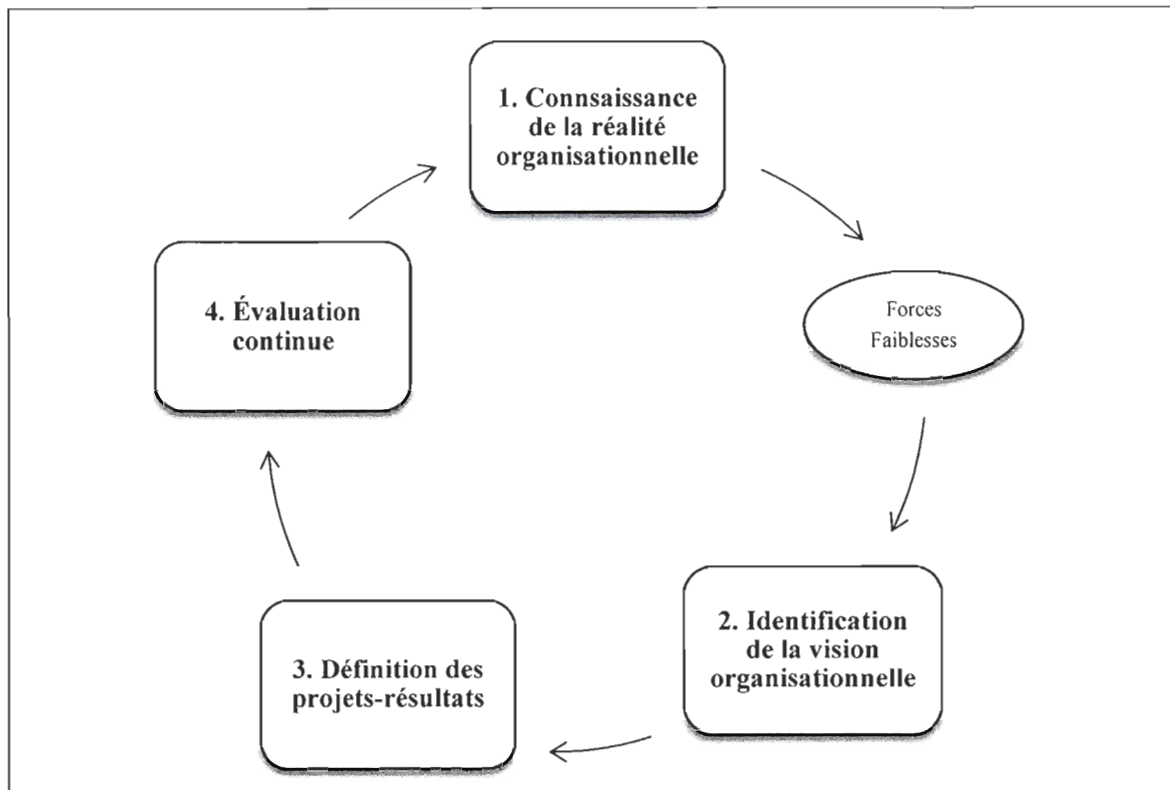 1. Connsaissance
de la réalité
organisationnelle
Forces
Faiblesses
2. Identification
de la vision
organisationnelle
3. Définition des
projets-résultats
4. Évaluation
continue